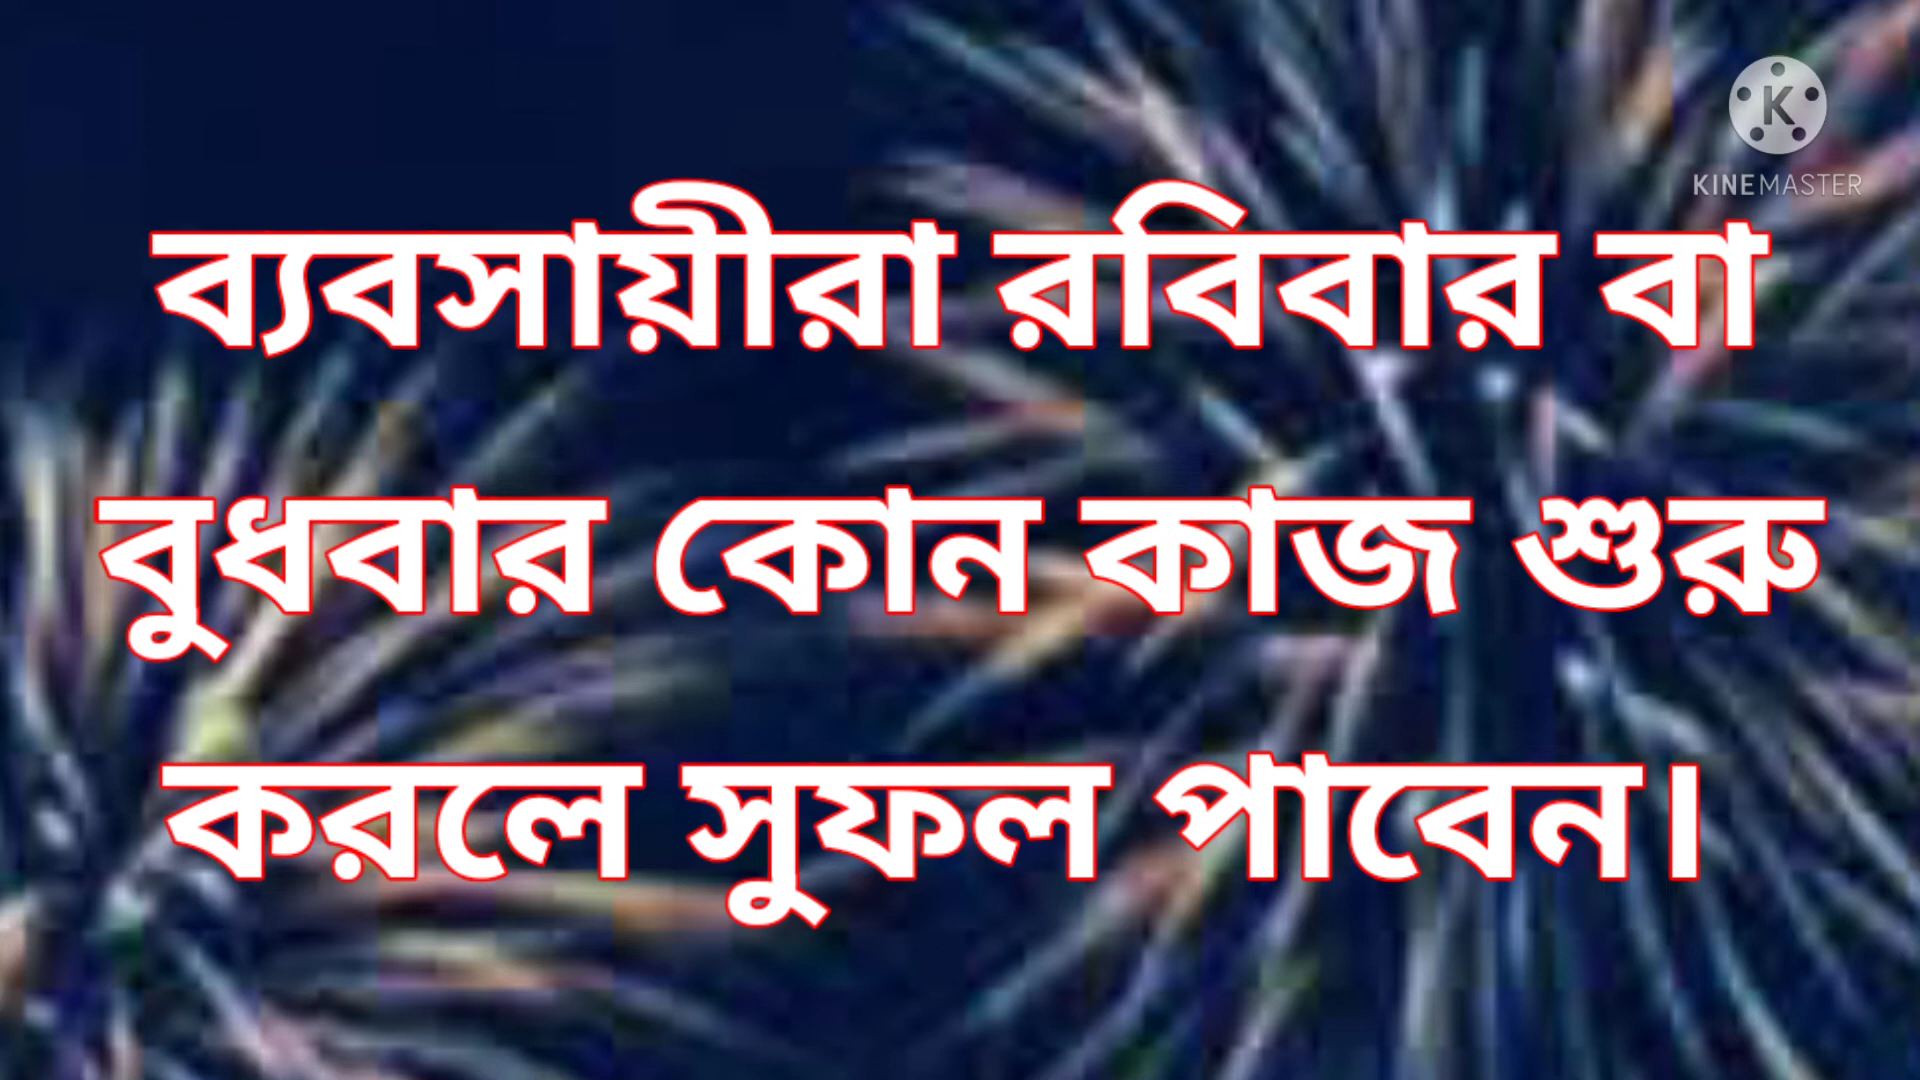 K
KINEMASTER
ব্যবসায়ীরা রবিবার বা
বুধবার কোন কাজ শুরু
করলে সুফল পাবেন।